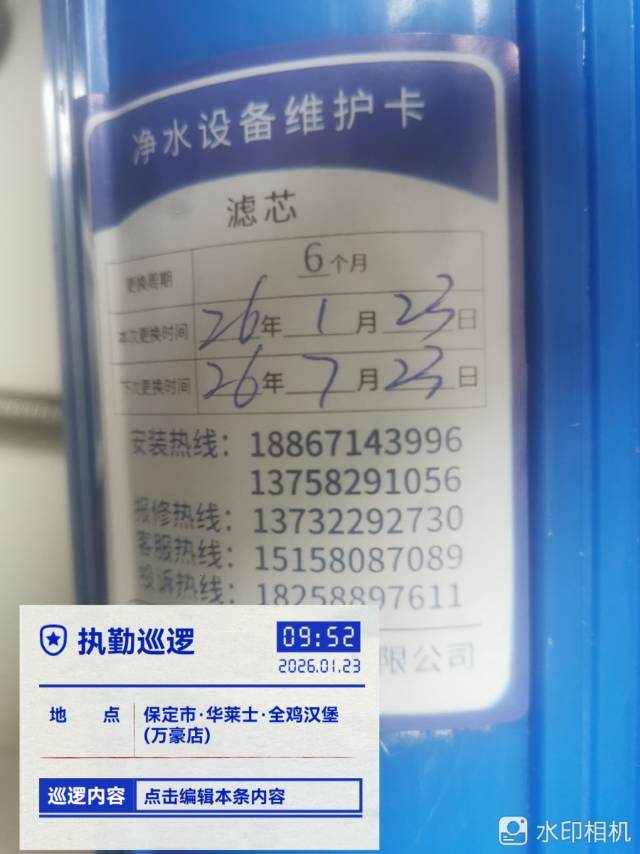 净水设备维护卡
滤芯
更换周期 6个月
本次更换时间 26年1月23日
下次更换时间 26年7月23日
安装热线：18867143996
13758291056
报修热线：13732292730
客服热线：15158087089
投诉热线：18258897611
限公司
执勤巡逻
09:52
2026.01.23
地 点 保定市·华莱士·全鸡汉堡
(万豪店)
巡逻内容 点击编辑本条内容
水印相机